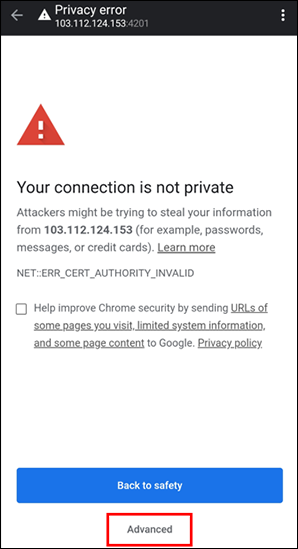 Privacy error
103.112.124.153:4201
Your connection is not private
Attackers might be trying to steal your information
from 103.112.124.153 (for example, passwords,
messages, or credit cards). Learn more
NET::ERR_CERT_AUTHORITY_INVALID
Help improve Chrome security by sending URLs of
some pages you visit, limited system information,
and some page content to Google. Privacy policy
Back to safety
Advanced